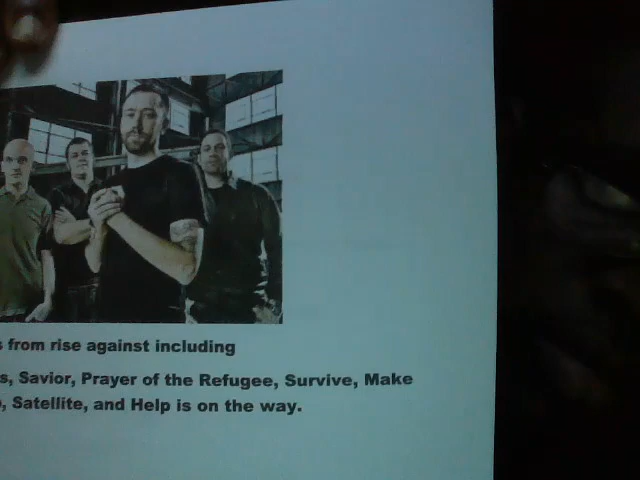 from rise against including
Savior, Prayer of the Refugee, Survive, Make
Satellite, and Help is on the way.